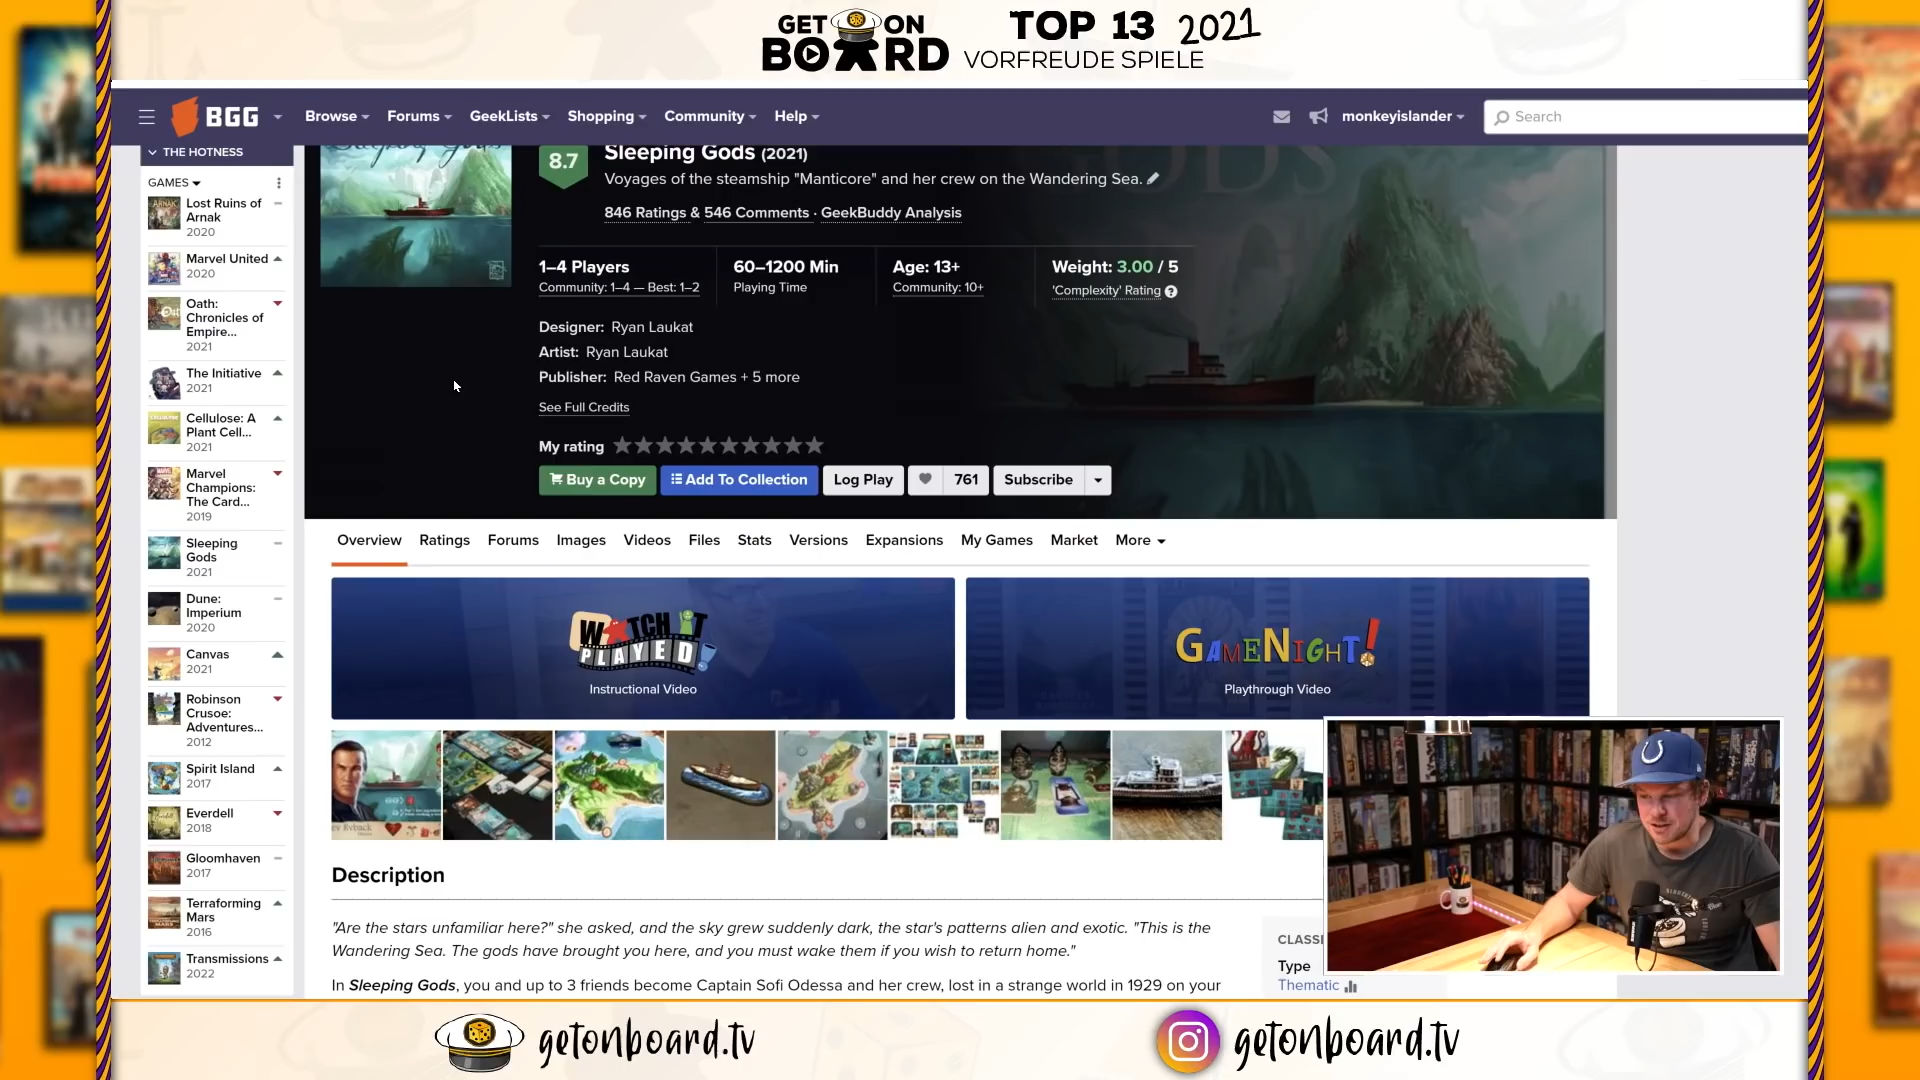 GET ON
BOARD
TOP 13 2021
VORFREUDE SPIELE
BGG
Browse
Forums
GeekLists
Shopping
Community
Help
monkeyislander
Search
THE HOTNESS
GAMES
Lost Ruins of
Arnak
2020
Marvel United
2020
Oath:
Chronicles of
Empire...
2021
The Initiative
2021
Cellulose: A
Plant Cell...
2021
Marvel
Champions:
The Card...
2019
Sleeping
Gods
2021
Dune:
Imperium
2020
Canvas
2021
Robinson
Crusoe:
Adventures...
2012
Spirit Island
2017
Everdell
2018
Gloomhaven
2017
Terraforming
Mars
2016
Transmissions
2022
8.7
Sleeping Gods (2021)
Voyages of the steamship "Manticore" and her crew on the Wandering Sea.
846 Ratings & 546 Comments · GeekBuddy Analysis
1–4 Players
Community: 1–4 — Best: 1–2
60–1200 Min
Playing Time
Age: 13+
Community: 10+
Weight: 3.00 / 5
'Complexity' Rating
Designer: Ryan Laukat
Artist: Ryan Laukat
Publisher: Red Raven Games + 5 more
See Full Credits
My rating
Buy a Copy
Add To Collection
Log Play
761
Subscribe
Overview
Ratings
Forums
Images
Videos
Files
Stats
Versions
Expansions
My Games
Market
More
WATCH IT
PLAYED
Instructional Video
GAMENIGHT!
Playthrough Video
Description
"Are the stars unfamiliar here?" she asked, and the sky grew suddenly dark, the star's patterns alien and exotic. "This is the
Wandering Sea. The gods have brought you here, and you must wake them if you wish to return home."
In Sleeping Gods, you and up to 3 friends become Captain Sofi Odessa and her crew, lost in a strange world in 1929 on your
CLASSI
Type
Thematic
getonboard.tv
getonboard.tv